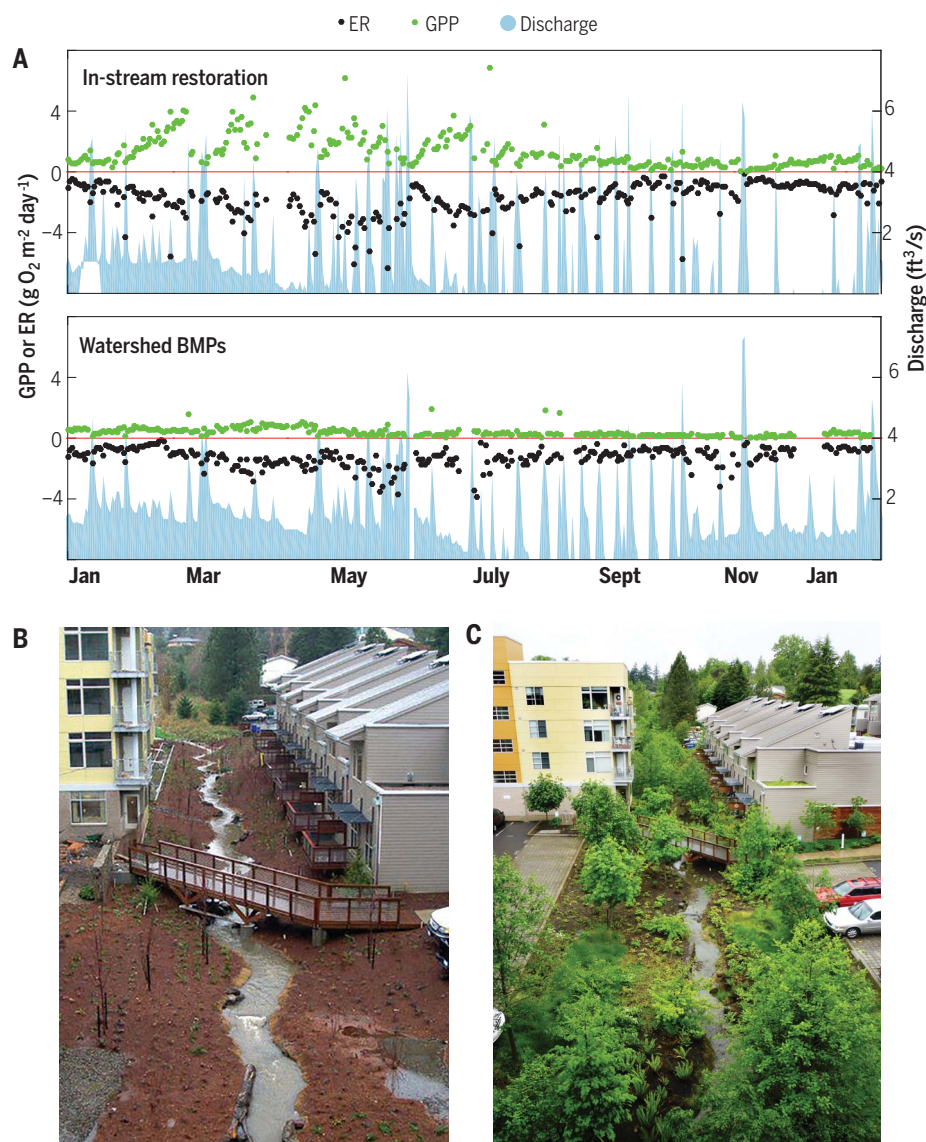 ER GPP Discharge
A
In-stream restoration
4
0
−4
6
4
2
0
Watershed BMPs
4
0
−4
6
4
2
GPP or ER (g O₂ m⁻² day⁻¹)
Discharge (ft³/s)
Jan Mar May July Sept Nov Jan
B
C